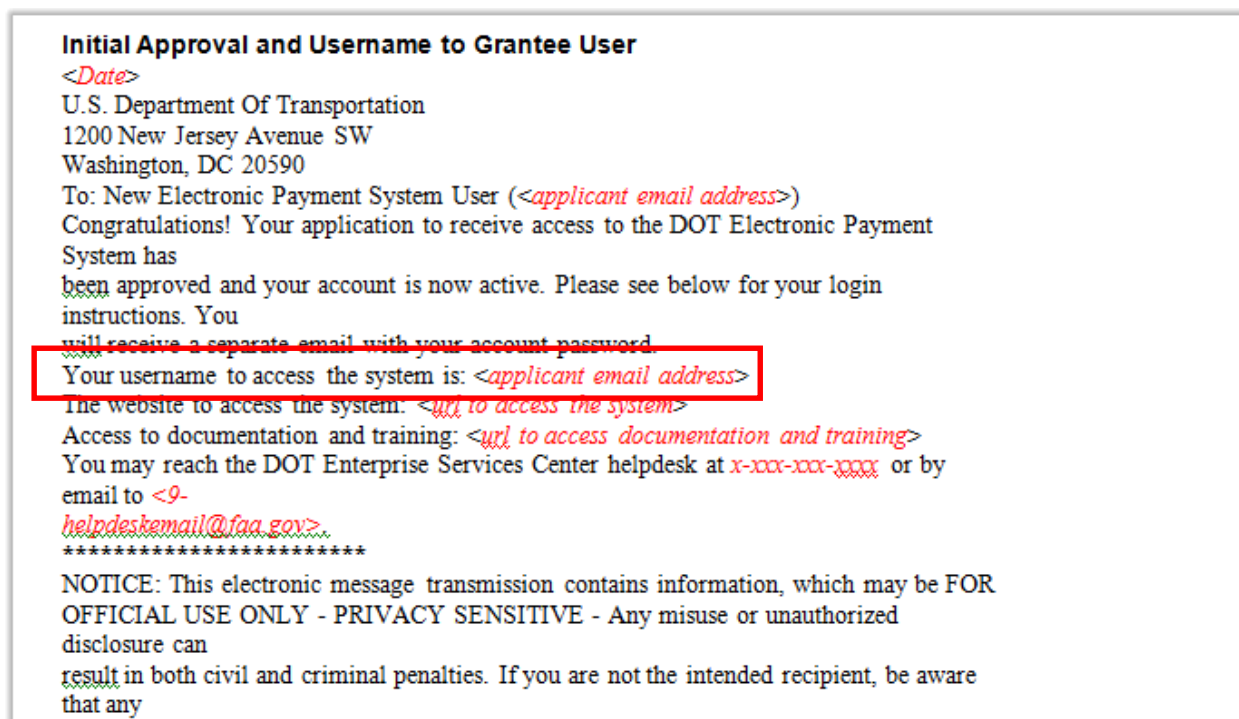 Initial Approval and Username to Grantee User
<Date>
U.S. Department Of Transportation
1200 New Jersey Avenue SW
Washington, DC 20590
To: New Electronic Payment System User (<applicant email address>)
Congratulations! Your application to receive access to the DOT Electronic Payment
System has
been approved and your account is now active. Please see below for your login
instructions. You
will receive a separate email with your account password.
Your username to access the system is: <applicant email address>
The website to access the system: <url to access the system>
Access to documentation and training: <url to access documentation and training>
You may reach the DOT Enterprise Services Center helpdesk at x-xxx-xxx-xxxx or by
email to <9-
helpdeskemail@faa.gov>.
************************
NOTICE: This electronic message transmission contains information, which may be FOR
OFFICIAL USE ONLY - PRIVACY SENSITIVE - Any misuse or unauthorized
disclosure can
result in both civil and criminal penalties. If you are not the intended recipient, be aware
that any